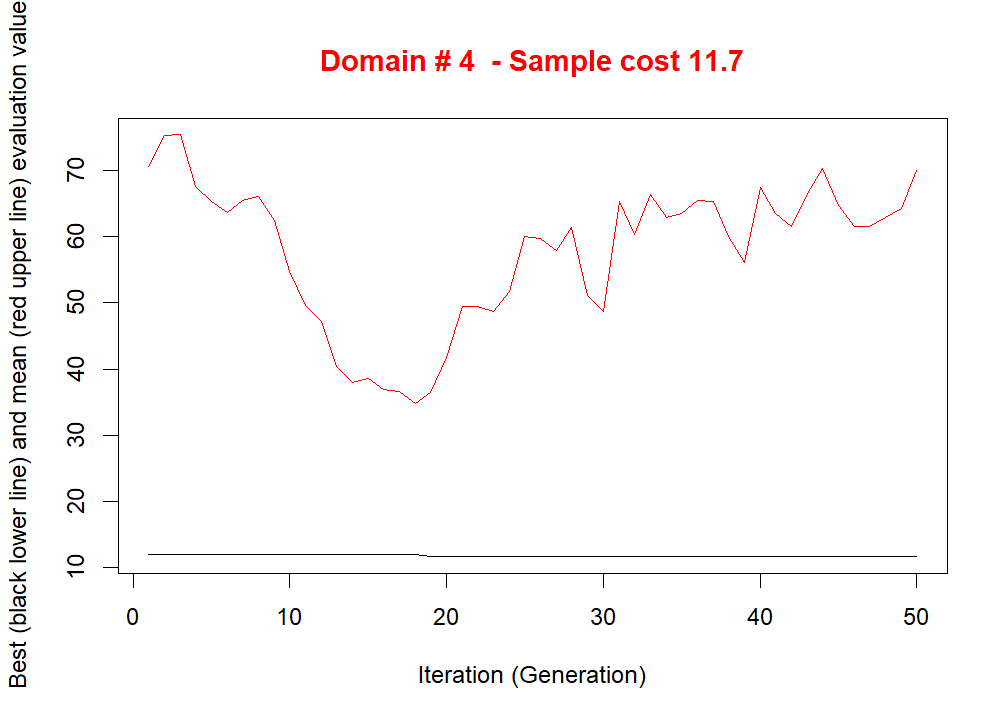 Domain # 4  - Sample cost 11.7
Best (black lower line) and mean (red upper line) evaluation value
70
60
50
40
30
20
10
0 10 20 30 40 50
Iteration (Generation)